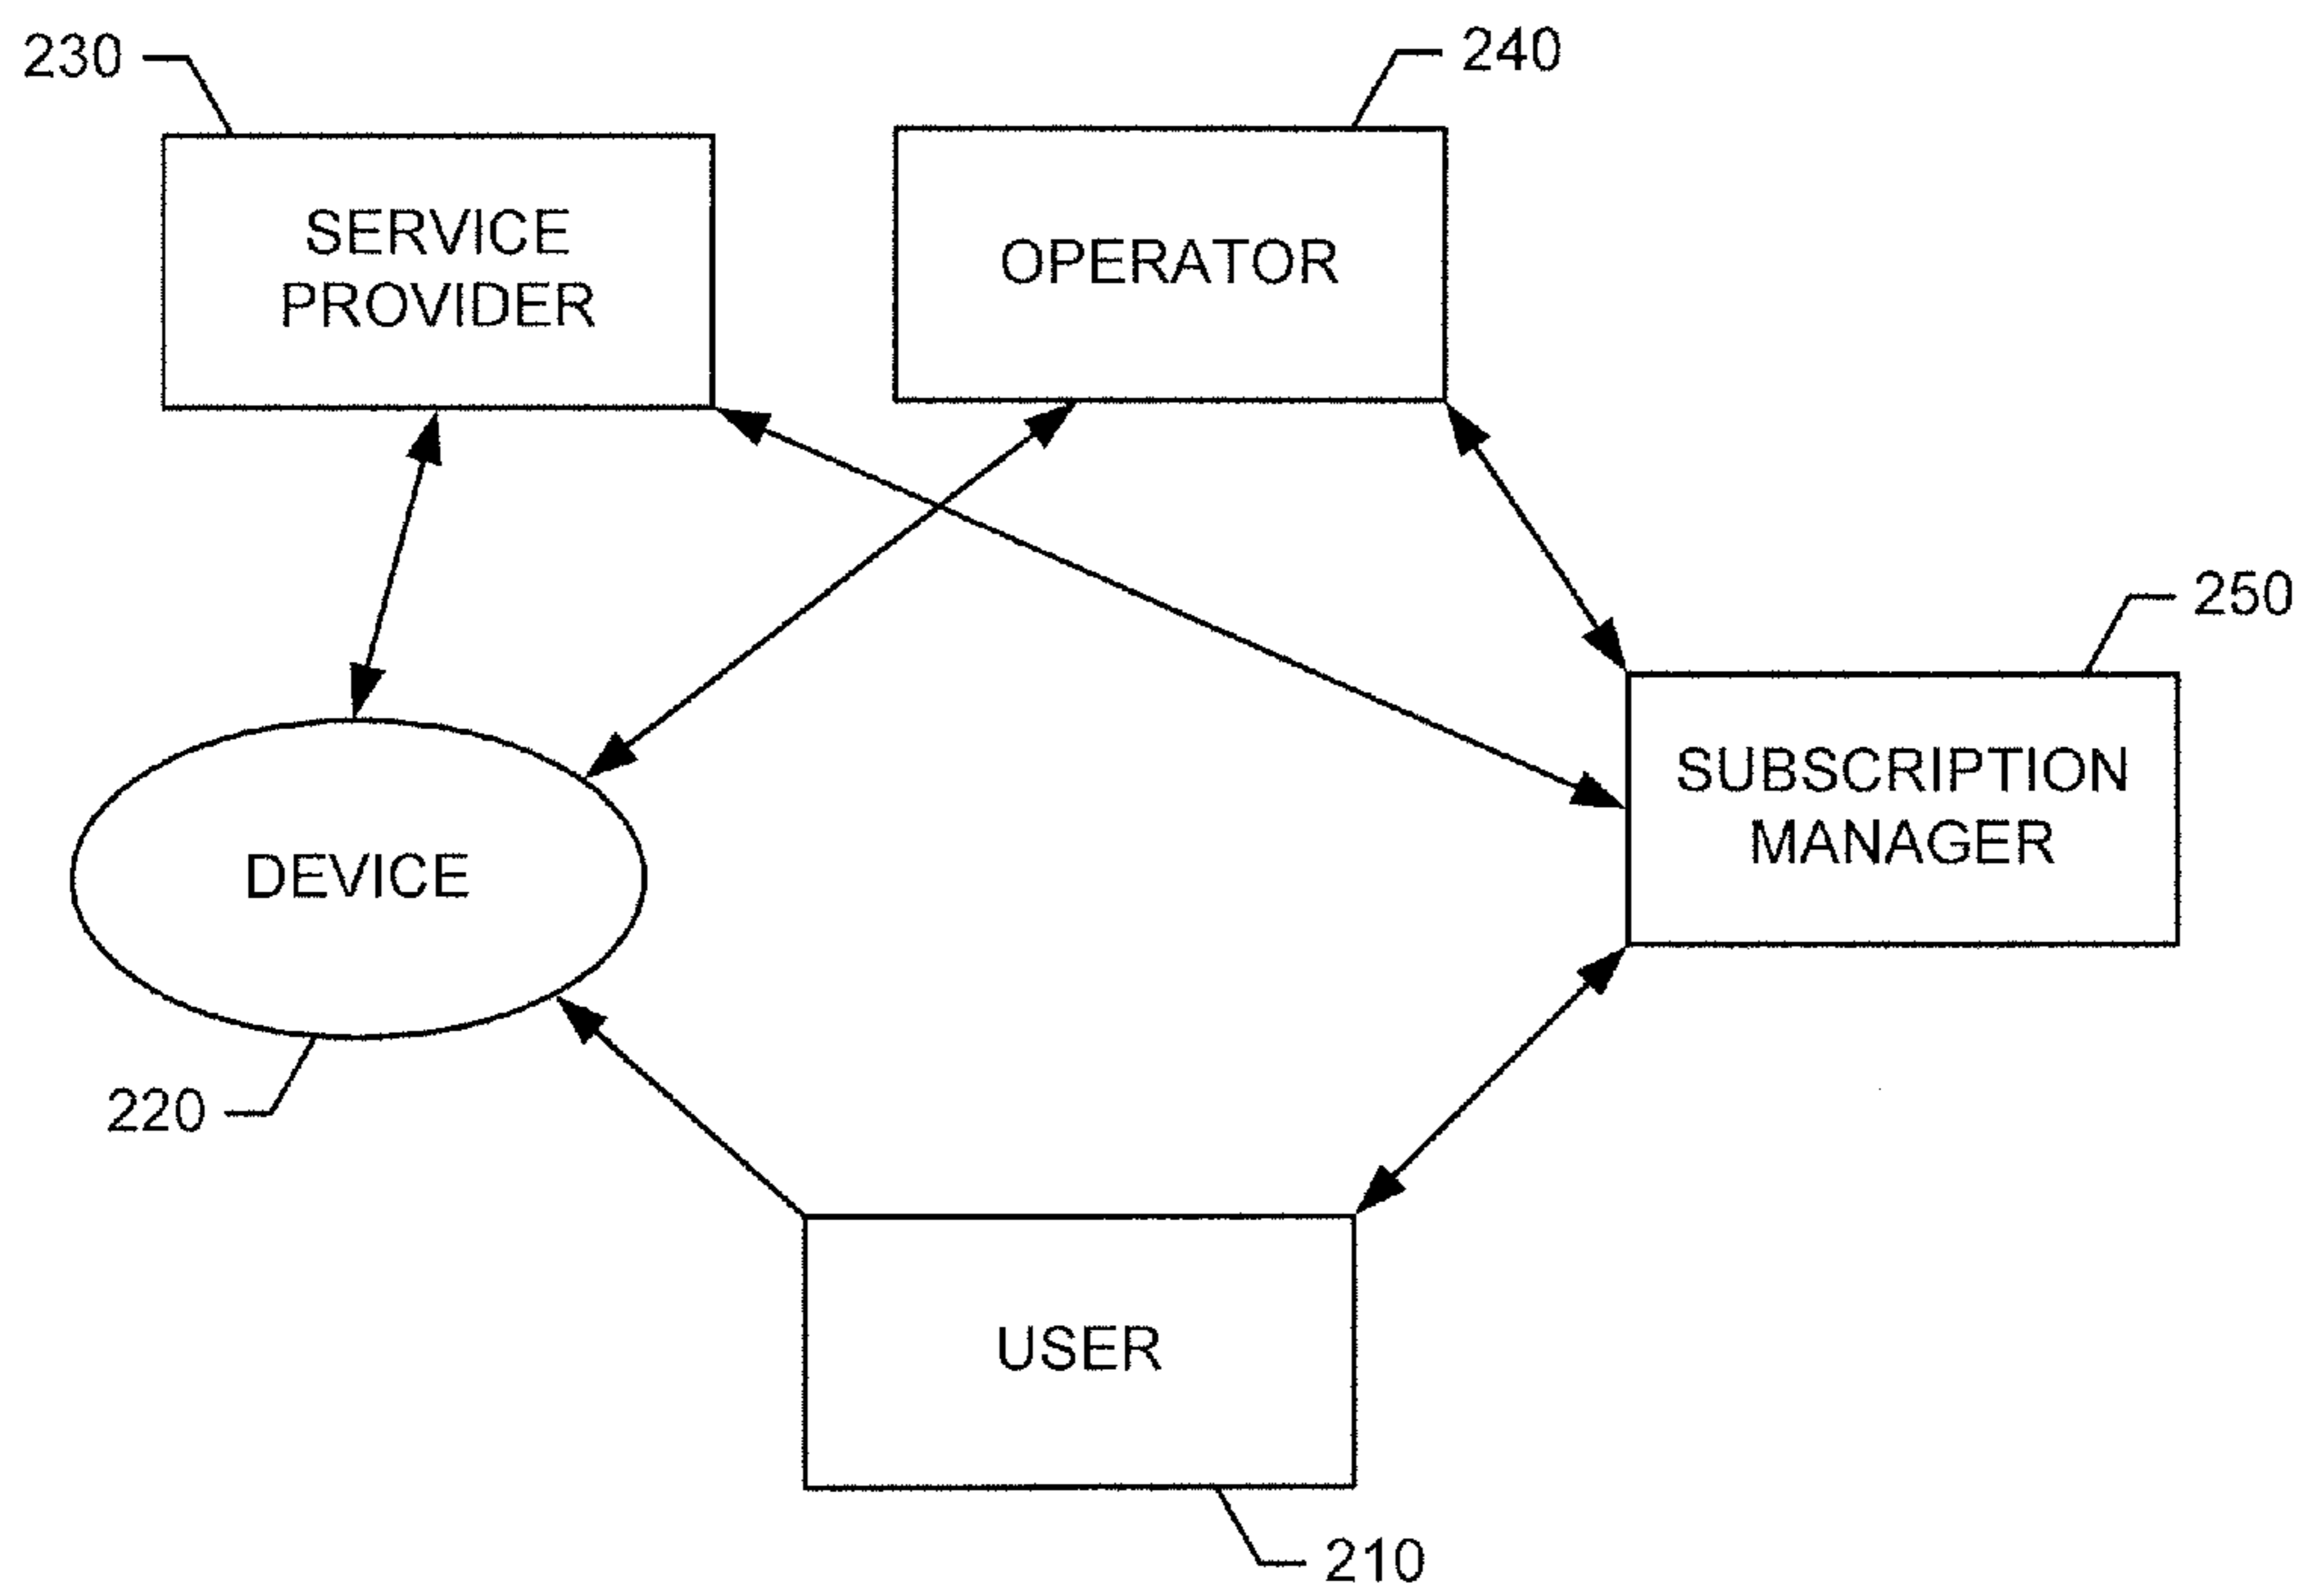 230
240
SERVICE
PROVIDER
OPERATOR
250
SUBSCRIPTION
MANAGER
DEVICE
220
USER
210